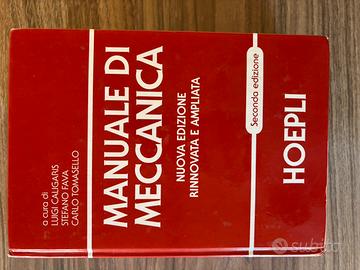 a cura di
LUIGI CALIGARIS
STEFANO FAVA
CARLO TOMASELLO
MANUALE DI
MECCANICA
NUOVA EDIZIONE
RINNOVATA E AMPLIATA
Seconda edizione
HOEPLI
subito